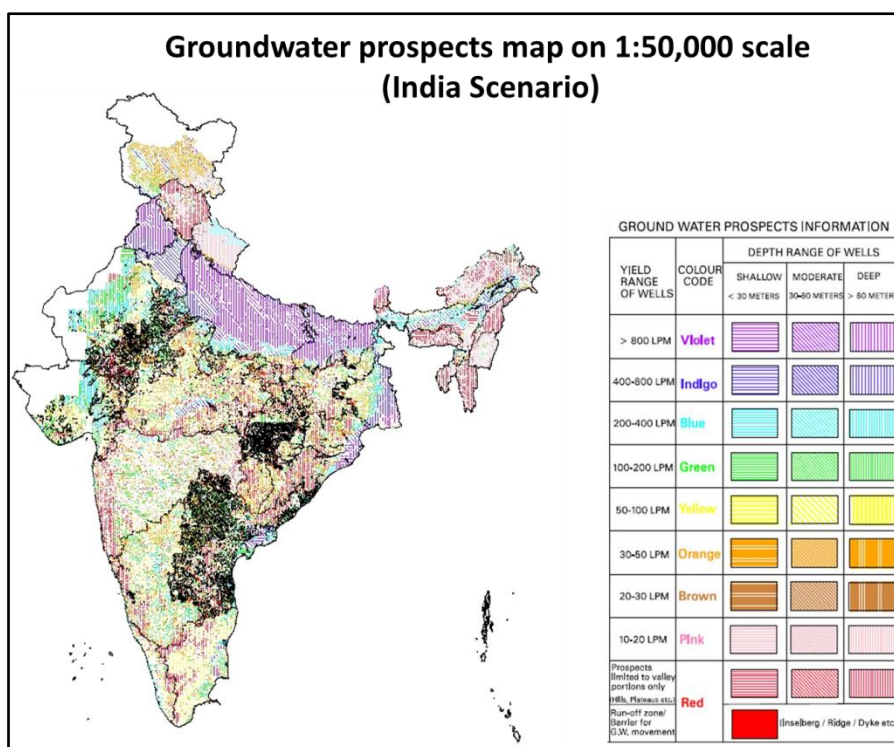 Groundwater prospects map on 1:50,000 scale
(India Scenario)
GROUND WATER PROSPECTS INFORMATION
YIELD RANGE OF WELLS
COLOUR CODE
DEPTH RANGE OF WELLS
SHALLOW
< 30 METERS
MODERATE
30-80 METERS
DEEP
> 80 METER
> 800 LPM Violet
400-800 LPM Indigo
200-400 LPM Blue
100-200 LPM Green
50-100 LPM Yellow
30-50 LPM Orange
20-30 LPM Brown
10-20 LPM Pink
Prospects
limited to valley
portions only
(Hills, Plateaus etc.)
Red
Run-off zone/
Barrier for
G.W. movement
(Inselberg / Ridge / Dyke etc